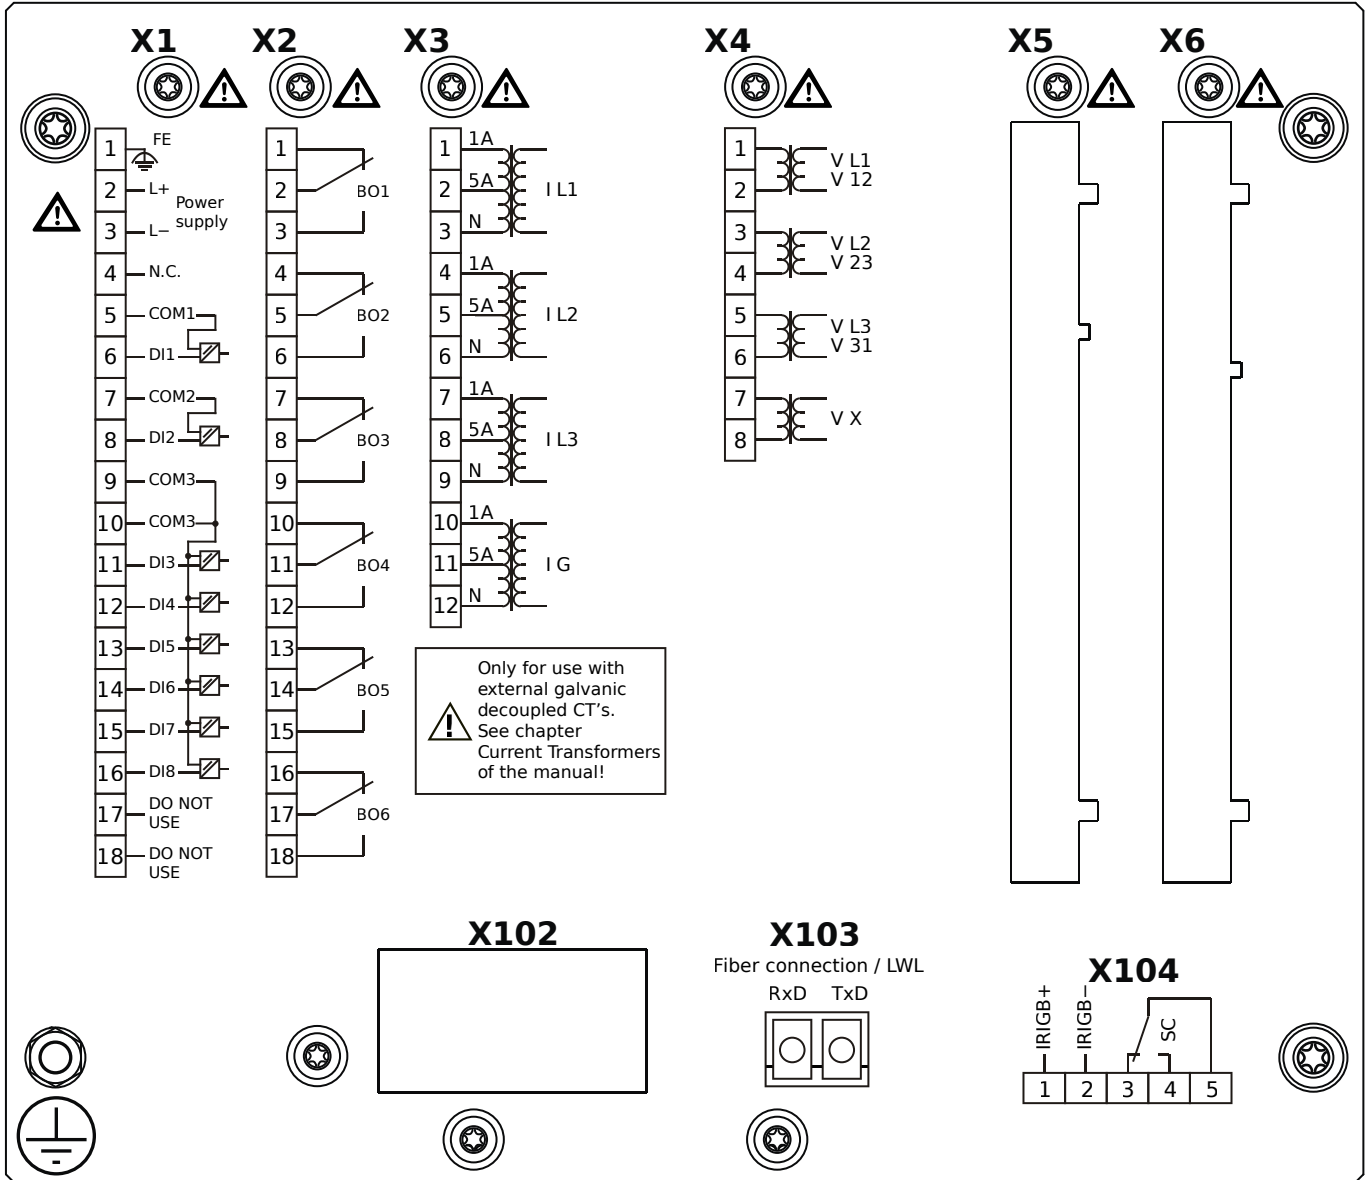 X1
X2
X3
X4
X5
X6
1 FE
2 L+
Power
supply
3 L−
4 N.C.
5 COM1
6 DI1
7 COM2
8 DI2
9 COM3
10 COM3
11 DI3
12 DI4
13 DI5
14 DI6
15 DI7
16 DI8
17 DO NOT
USE
18 DO NOT
USE
1
2 BO1
3
4
5 BO2
6
7
8 BO3
9
10
11 BO4
12
13
14 BO5
15
16
17 BO6
18
1 1A
2 5A I L1
3 N
4 1A
5 5A I L2
6 N
7 1A
8 5A I L3
9 N
10 1A
11 5A I G
12 N
Only for use with
external galvanic
decoupled CT's.
See chapter
Current Transformers
of the manual!
1 V L1
2 V 12
3 V L2
4 V 23
5 V L3
6 V 31
7 V X
8
X102
X103
Fiber connection / LWL
RxD TxD
X104
IRIGB+
IRIGB−
SC
1 2 3 4 5